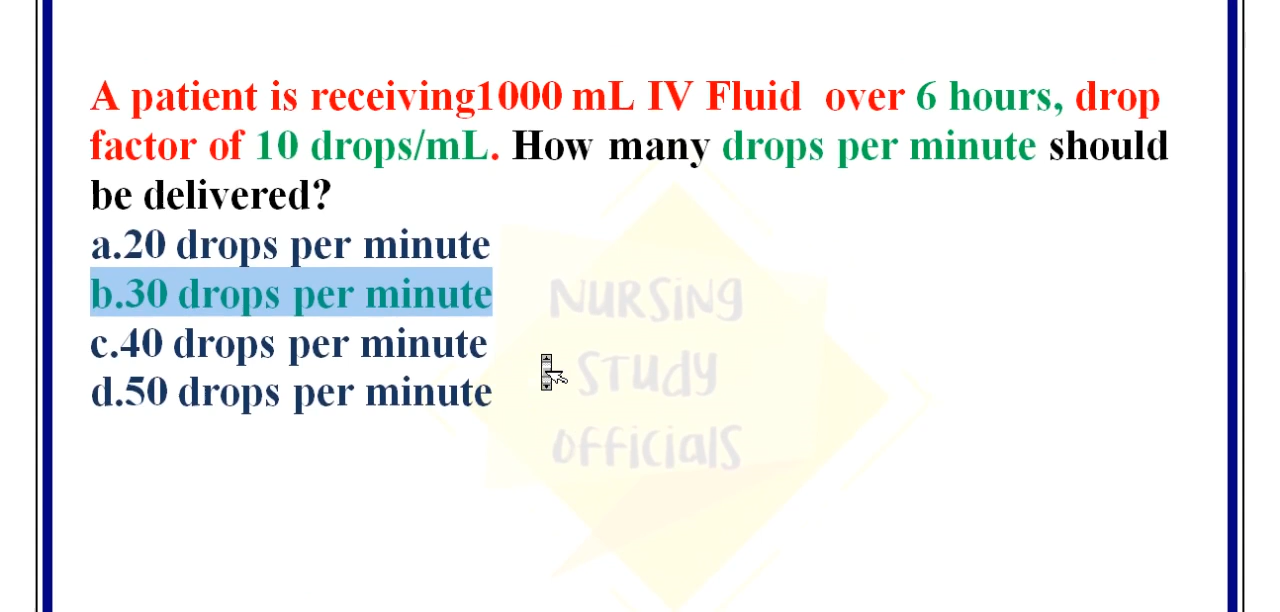 A patient is receiving1000 mL IV Fluid over 6 hours, drop
factor of 10 drops/mL. How many drops per minute should
be delivered?
a.20 drops per minute
b.30 drops per minute
c.40 drops per minute
d.50 drops per minute
NURSiNg
STUdy
OffiCiAlS